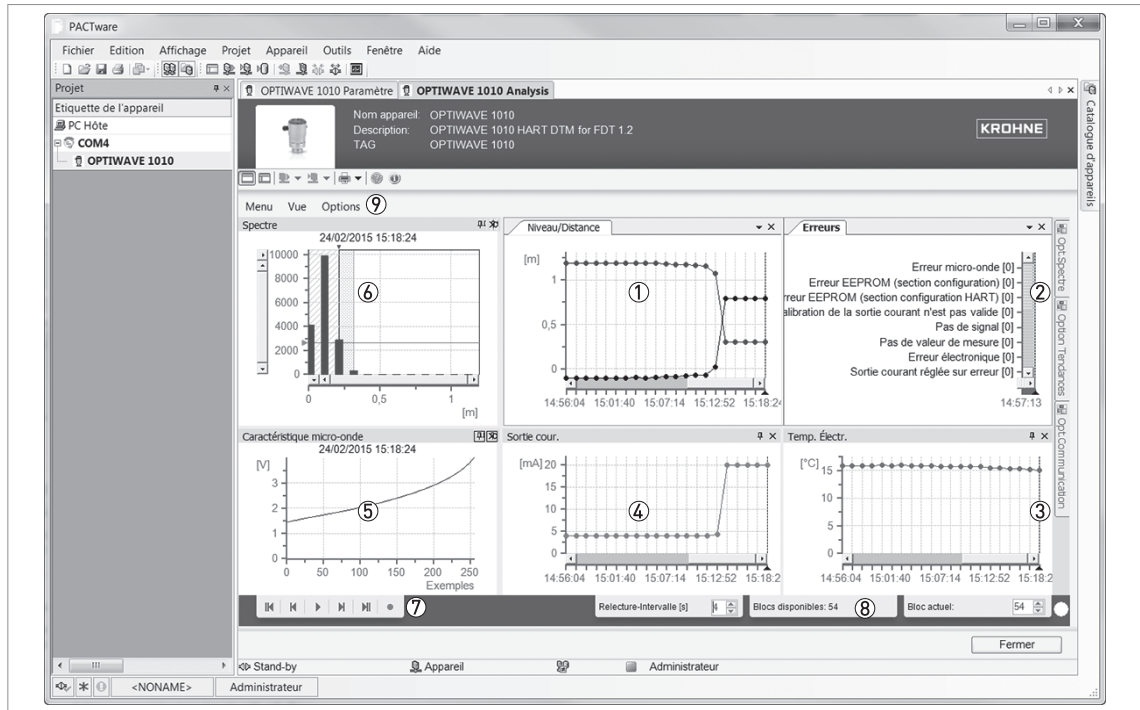 PACTware
Fichier Edition Affichage Projet Appareil Outils Fenêtre Aide
Projet
Etiquette de l'appareil
PC Hôte
COM4
OPTIWAVE 1010
OPTIWAVE 1010 Paramètre
OPTIWAVE 1010 Analysis
Nom appareil: OPTIWAVE 1010
Description: OPTIWAVE 1010 HART DTM for FDT 1.2
TAG OPTIWAVE 1010
KROHNE
Catalogue d'appareils
Menu Vue Options ⑨
Spectre
24/02/2015 15:18:24
10000
8000
6000
4000
2000
0
⑥
0 0,5 1
[m]
Niveau/Distance
[m]
1
0,5
0
①
14:56:04 15:01:40 15:07:14 15:12:52 15:18:24
Erreurs
Erreur micro-onde [0]
Erreur EEPROM (section configuration) [0]
rreur EEPROM (section configuration HART) [0]
alibration de la sortie courant n'est pas valide [0]
Pas de signal [0]
Pas de valeur de mesure [0]
Erreur électronique [0]
Sortie courant réglée sur erreur [0]
②
14:57:13
Opt.Spectre
Option Tendances
Opt.Communication
Caractéristique micro-onde
24/02/2015 15:18:24
[V]
3
2
1
0
⑤
0 50 100 150 200 250
Exemples
Sortie cour.
[mA] 20
15
10
5
0
④
14:56:04 15:01:40 15:07:14 15:12:52 15:18:2
Temp. Électr.
[°C] 15
10
5
0
③
14:56:04 15:01:40 15:07:14 15:12:52 15:18:2
⑦
Relecture-Intervalle [s]
Blocs disponibles: 54 ⑧
Bloc actuel: 54
Fermer
Stand-by
Appareil
Administrateur
<NONAME>
Administrateur